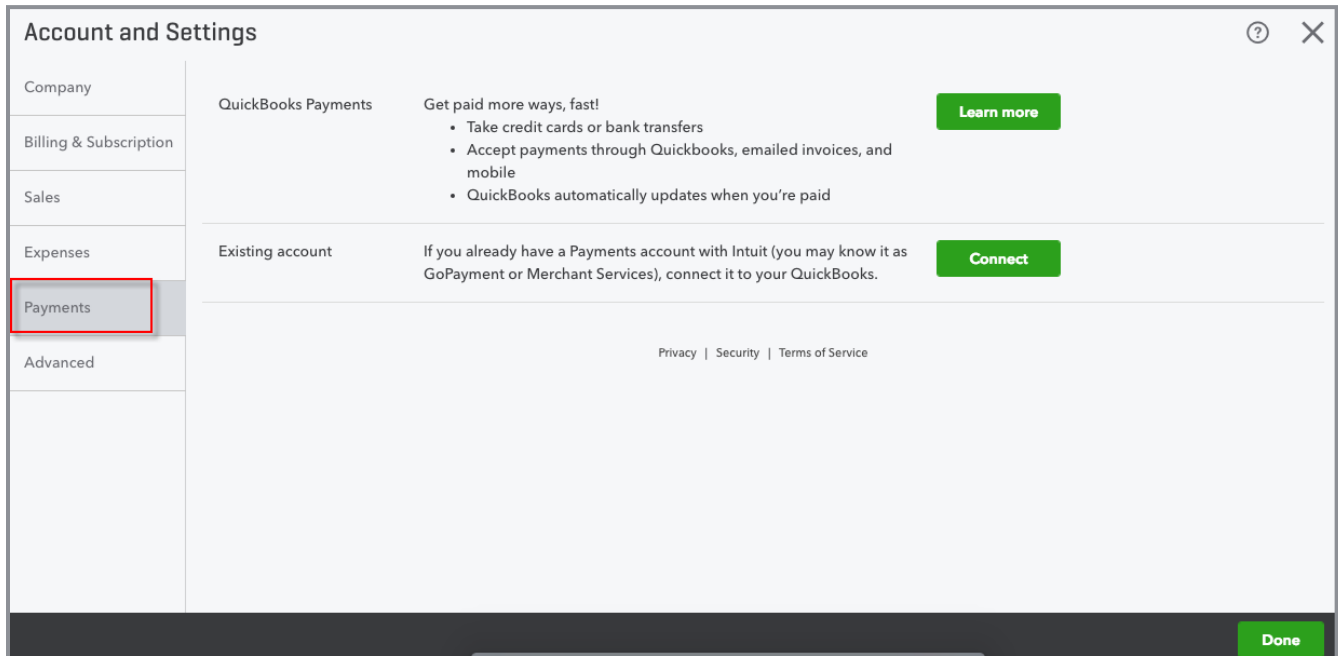 Account and Settings
Company
Billing & Subscription
Sales
Expenses
Payments
Advanced
QuickBooks Payments
Get paid more ways, fast!
• Take credit cards or bank transfers
• Accept payments through Quickbooks, emailed invoices, and
mobile
• QuickBooks automatically updates when you’re paid
Learn more
Existing account
If you already have a Payments account with Intuit (you may know it as
GoPayment or Merchant Services), connect it to your QuickBooks.
Connect
Privacy | Security | Terms of Service
Done